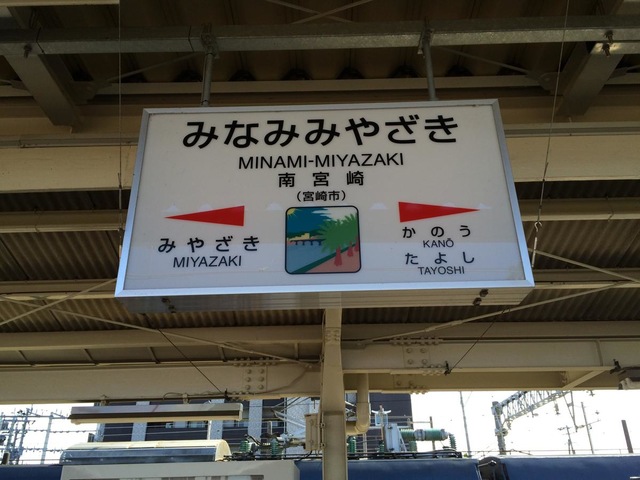 みなみみやざき
MINAMI-MIYAZAKI
南宮崎
(宮崎市)
みやざき
MIYAZAKI
かのう
KANŌ
たよし
TAYOSHI